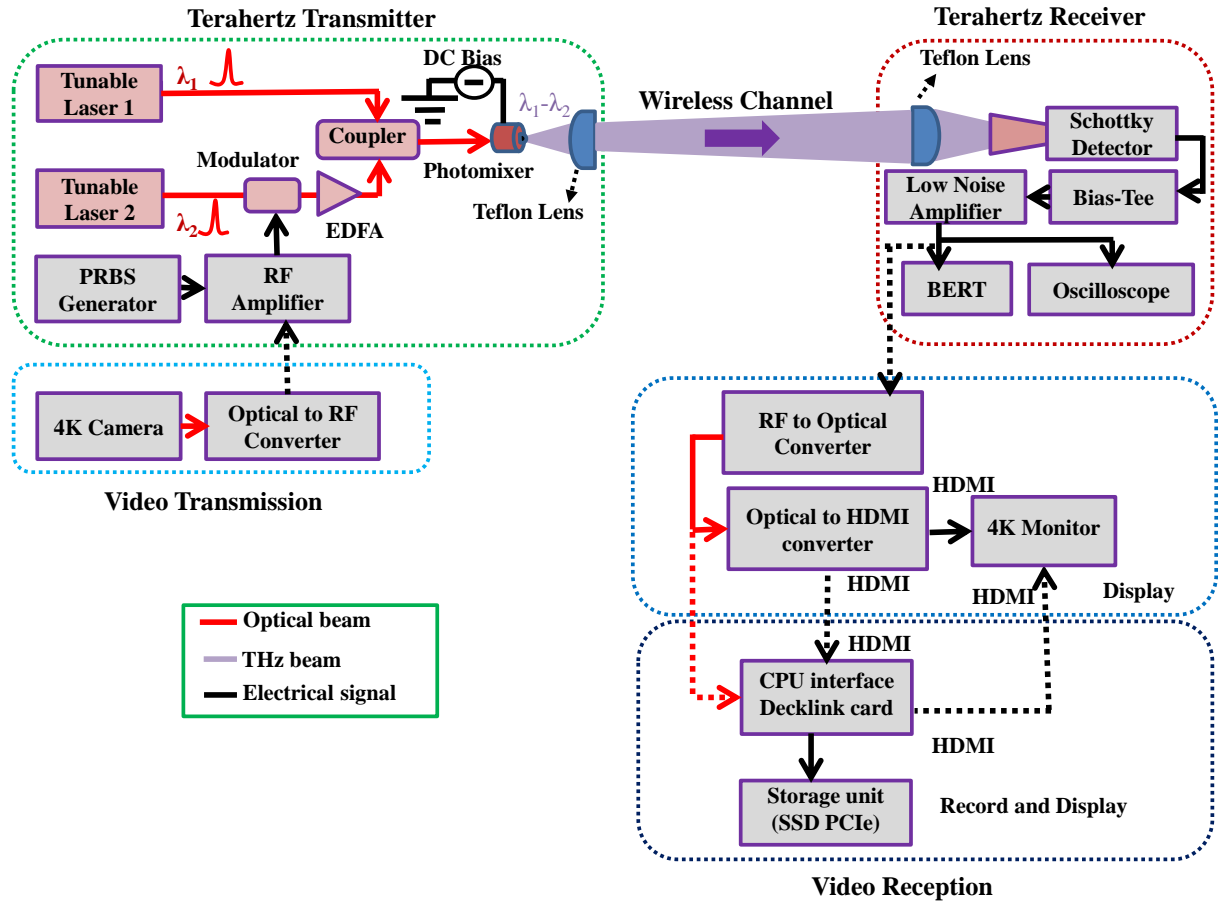 Terahertz Transmitter
Terahertz Receiver
Tunable
Laser 1
λ1
DC Bias
λ1-λ2
Coupler
Photomixer
Modulator
Tunable
Laser 2
λ2
EDFA
Teflon Lens
PRBS
Generator
RF
Amplifier
Wireless Channel
Teflon Lens
Schottky
Detector
Low Noise
Amplifier
Bias-Tee
BERT
Oscilloscope
4K Camera
Optical to RF
Converter
Video Transmission
RF to Optical
Converter
Optical to HDMI
converter
HDMI
4K Monitor
HDMI
HDMI
Display
Optical beam
THz beam
Electrical signal
HDMI
CPU interface
Decklink card
HDMI
Storage unit
(SSD PCIe)
Record and Display
Video Reception